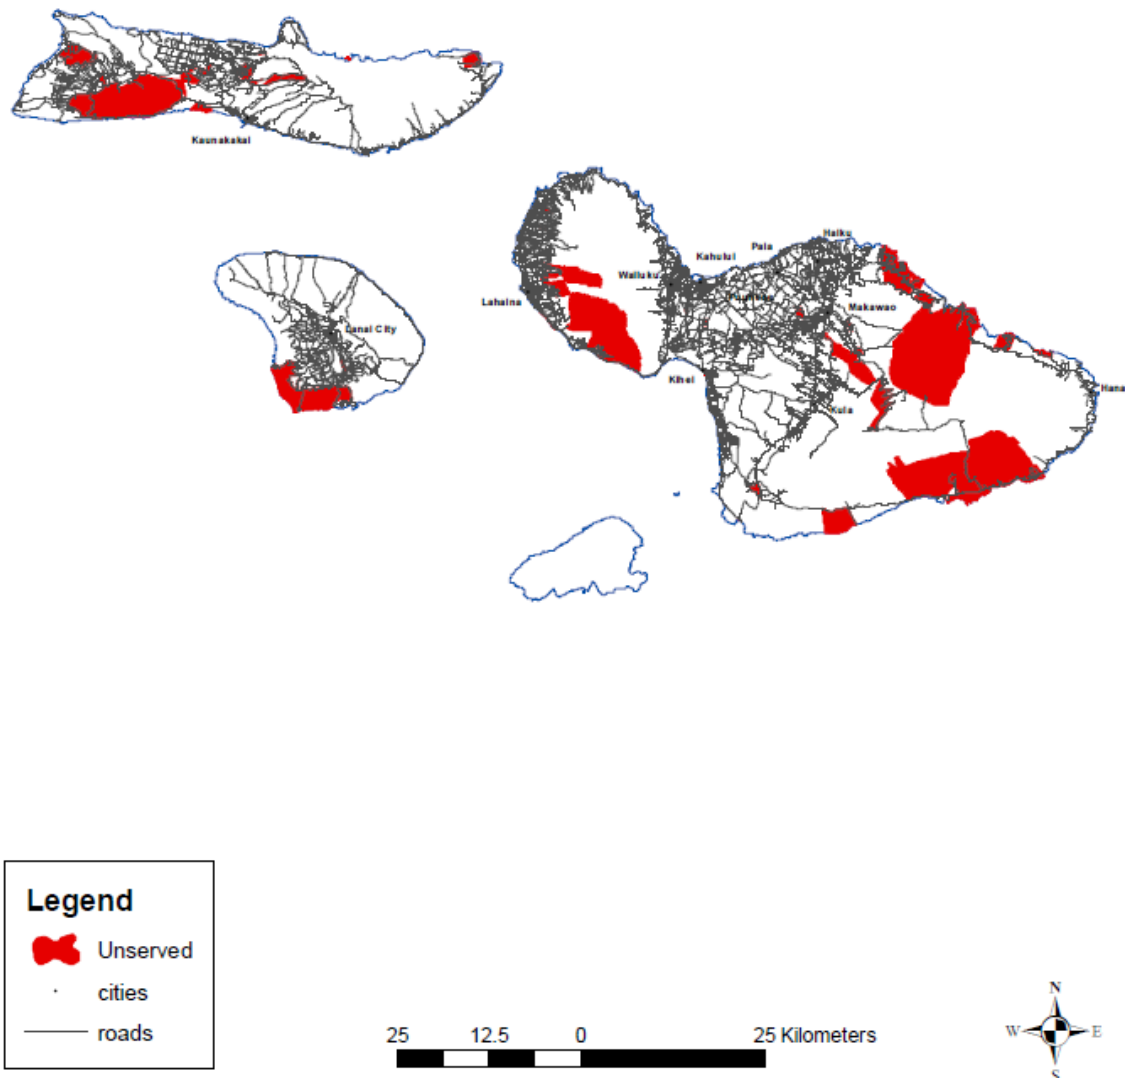 Kaunakakai
Haiku
Paia
Kahului
Wailuku
Lahaina
Makawao
Lanai City
Kihei
Hana
Kula
Legend
Unserved
cities
roads
25 12.5 0 25 Kilometers
N
W E
S